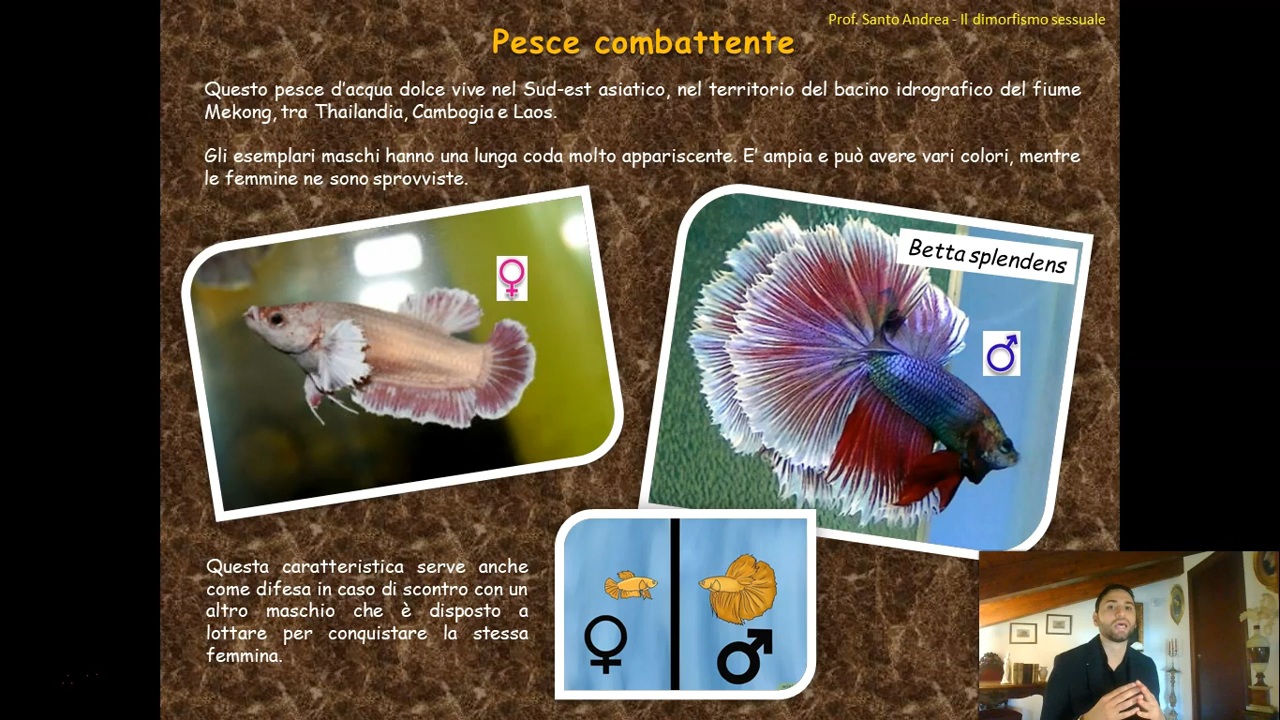 Prof. Santo Andrea - Il dimorfismo sessuale
Pesce combattente
Questo pesce d'acqua dolce vive nel Sud-est asiatico, nel territorio del bacino idrografico del fiume
Mekong, tra Thailandia, Cambogia e Laos.
Gli esemplari maschi hanno una lunga coda molto appariscente. E' ampia e può avere vari colori, mentre
le femmine ne sono sprovviste.
Betta splendens
Questa caratteristica serve anche
come difesa in caso di scontro con un
altro maschio che è disposto a
lottare per conquistare la stessa
femmina.